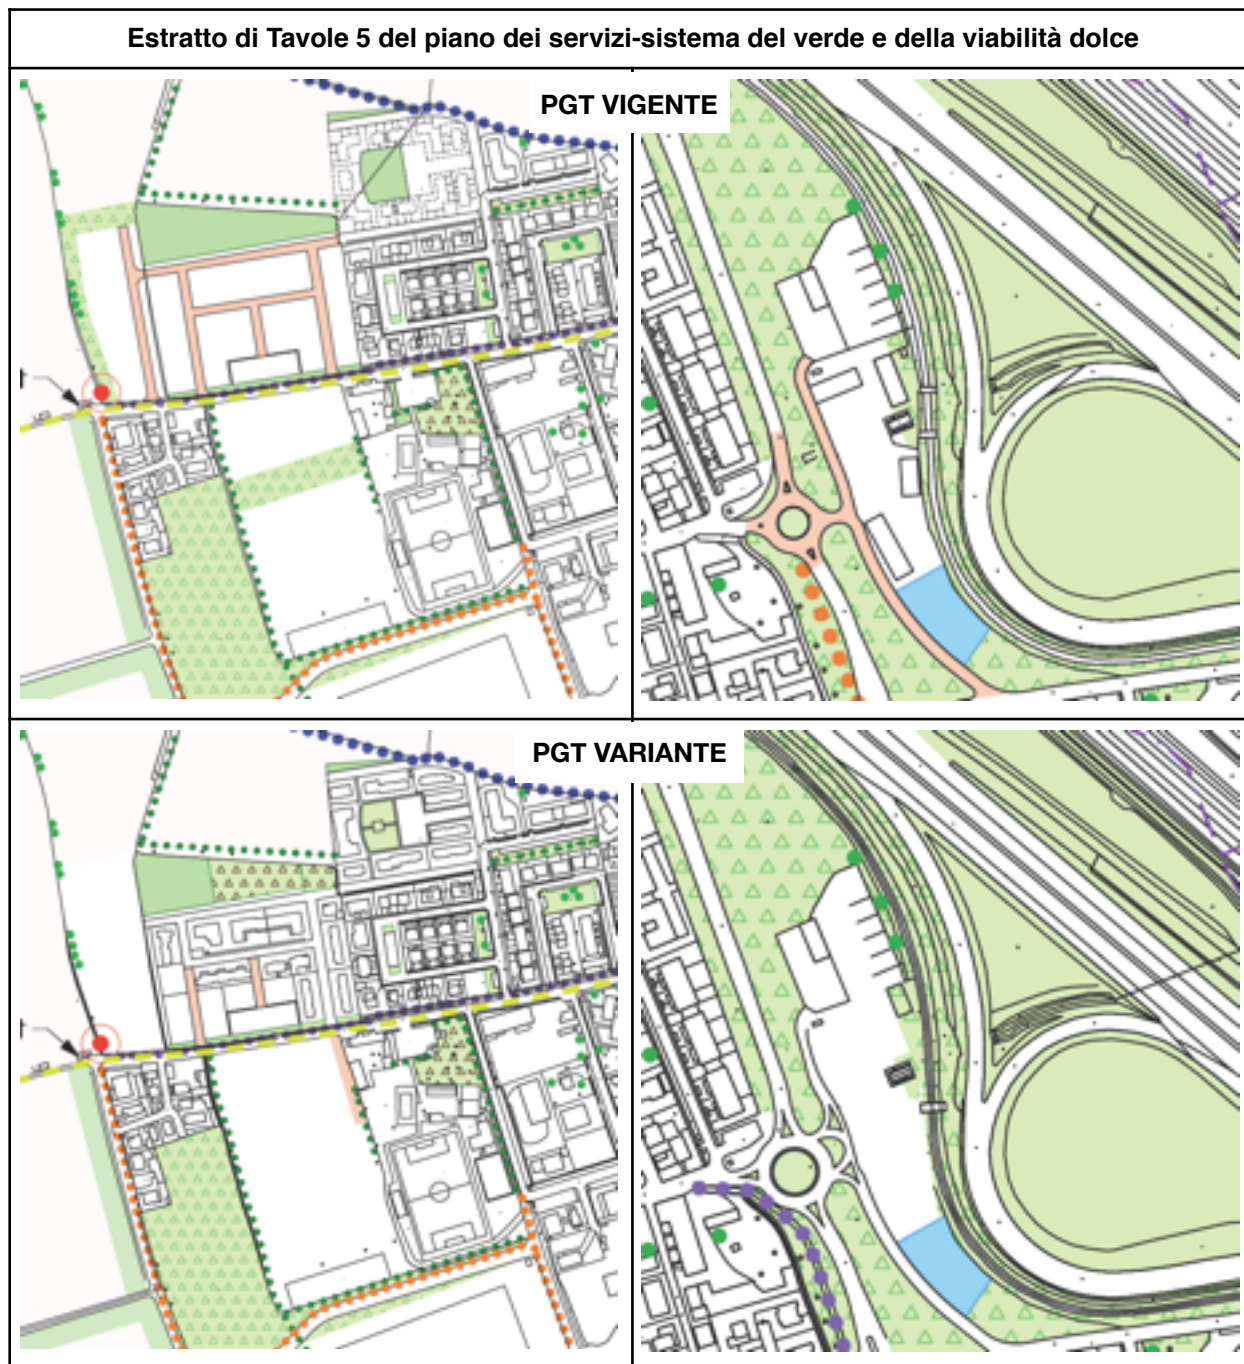 Estratto di Tavole 5 del piano dei servizi-sistema del verde e della viabilità dolce
PGT VIGENTE
PGT VARIANTE